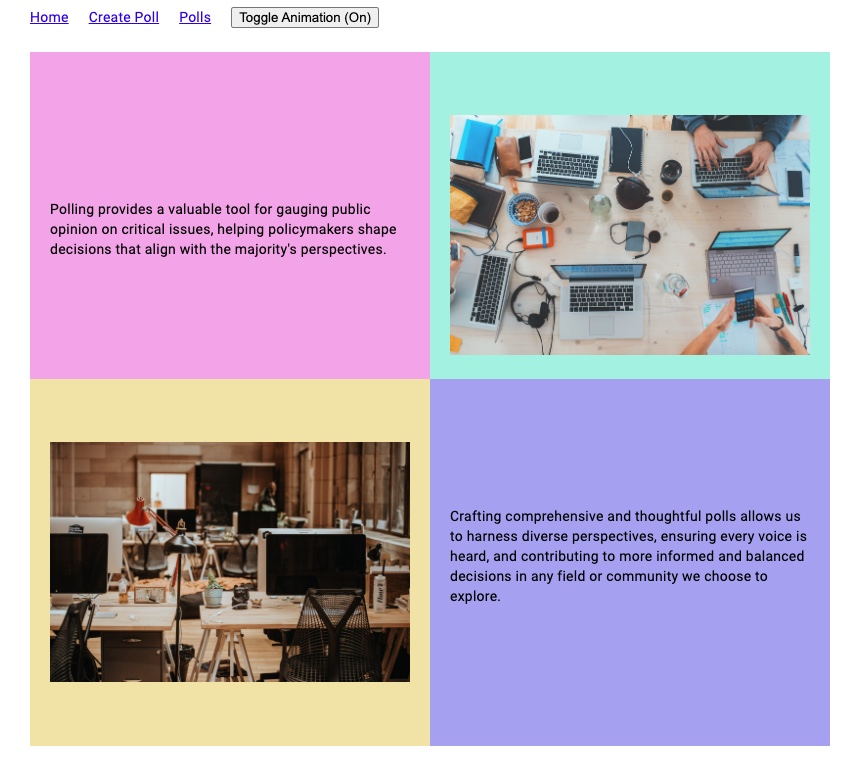 Home Create Poll Polls Toggle Animation (On)
Polling provides a valuable tool for gauging public
opinion on critical issues, helping policymakers shape
decisions that align with the majority's perspectives.
Crafting comprehensive and thoughtful polls allows us
to harness diverse perspectives, ensuring every voice is
heard, and contributing to more informed and balanced
decisions in any field or community we choose to
explore.